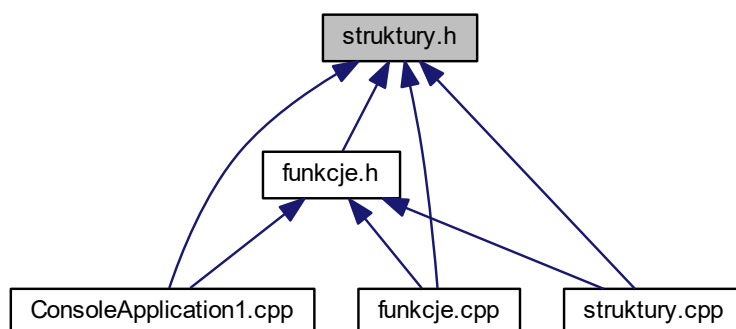 struktury.h
funkcje.h
ConsoleApplication1.cpp
funkcje.cpp
struktury.cpp